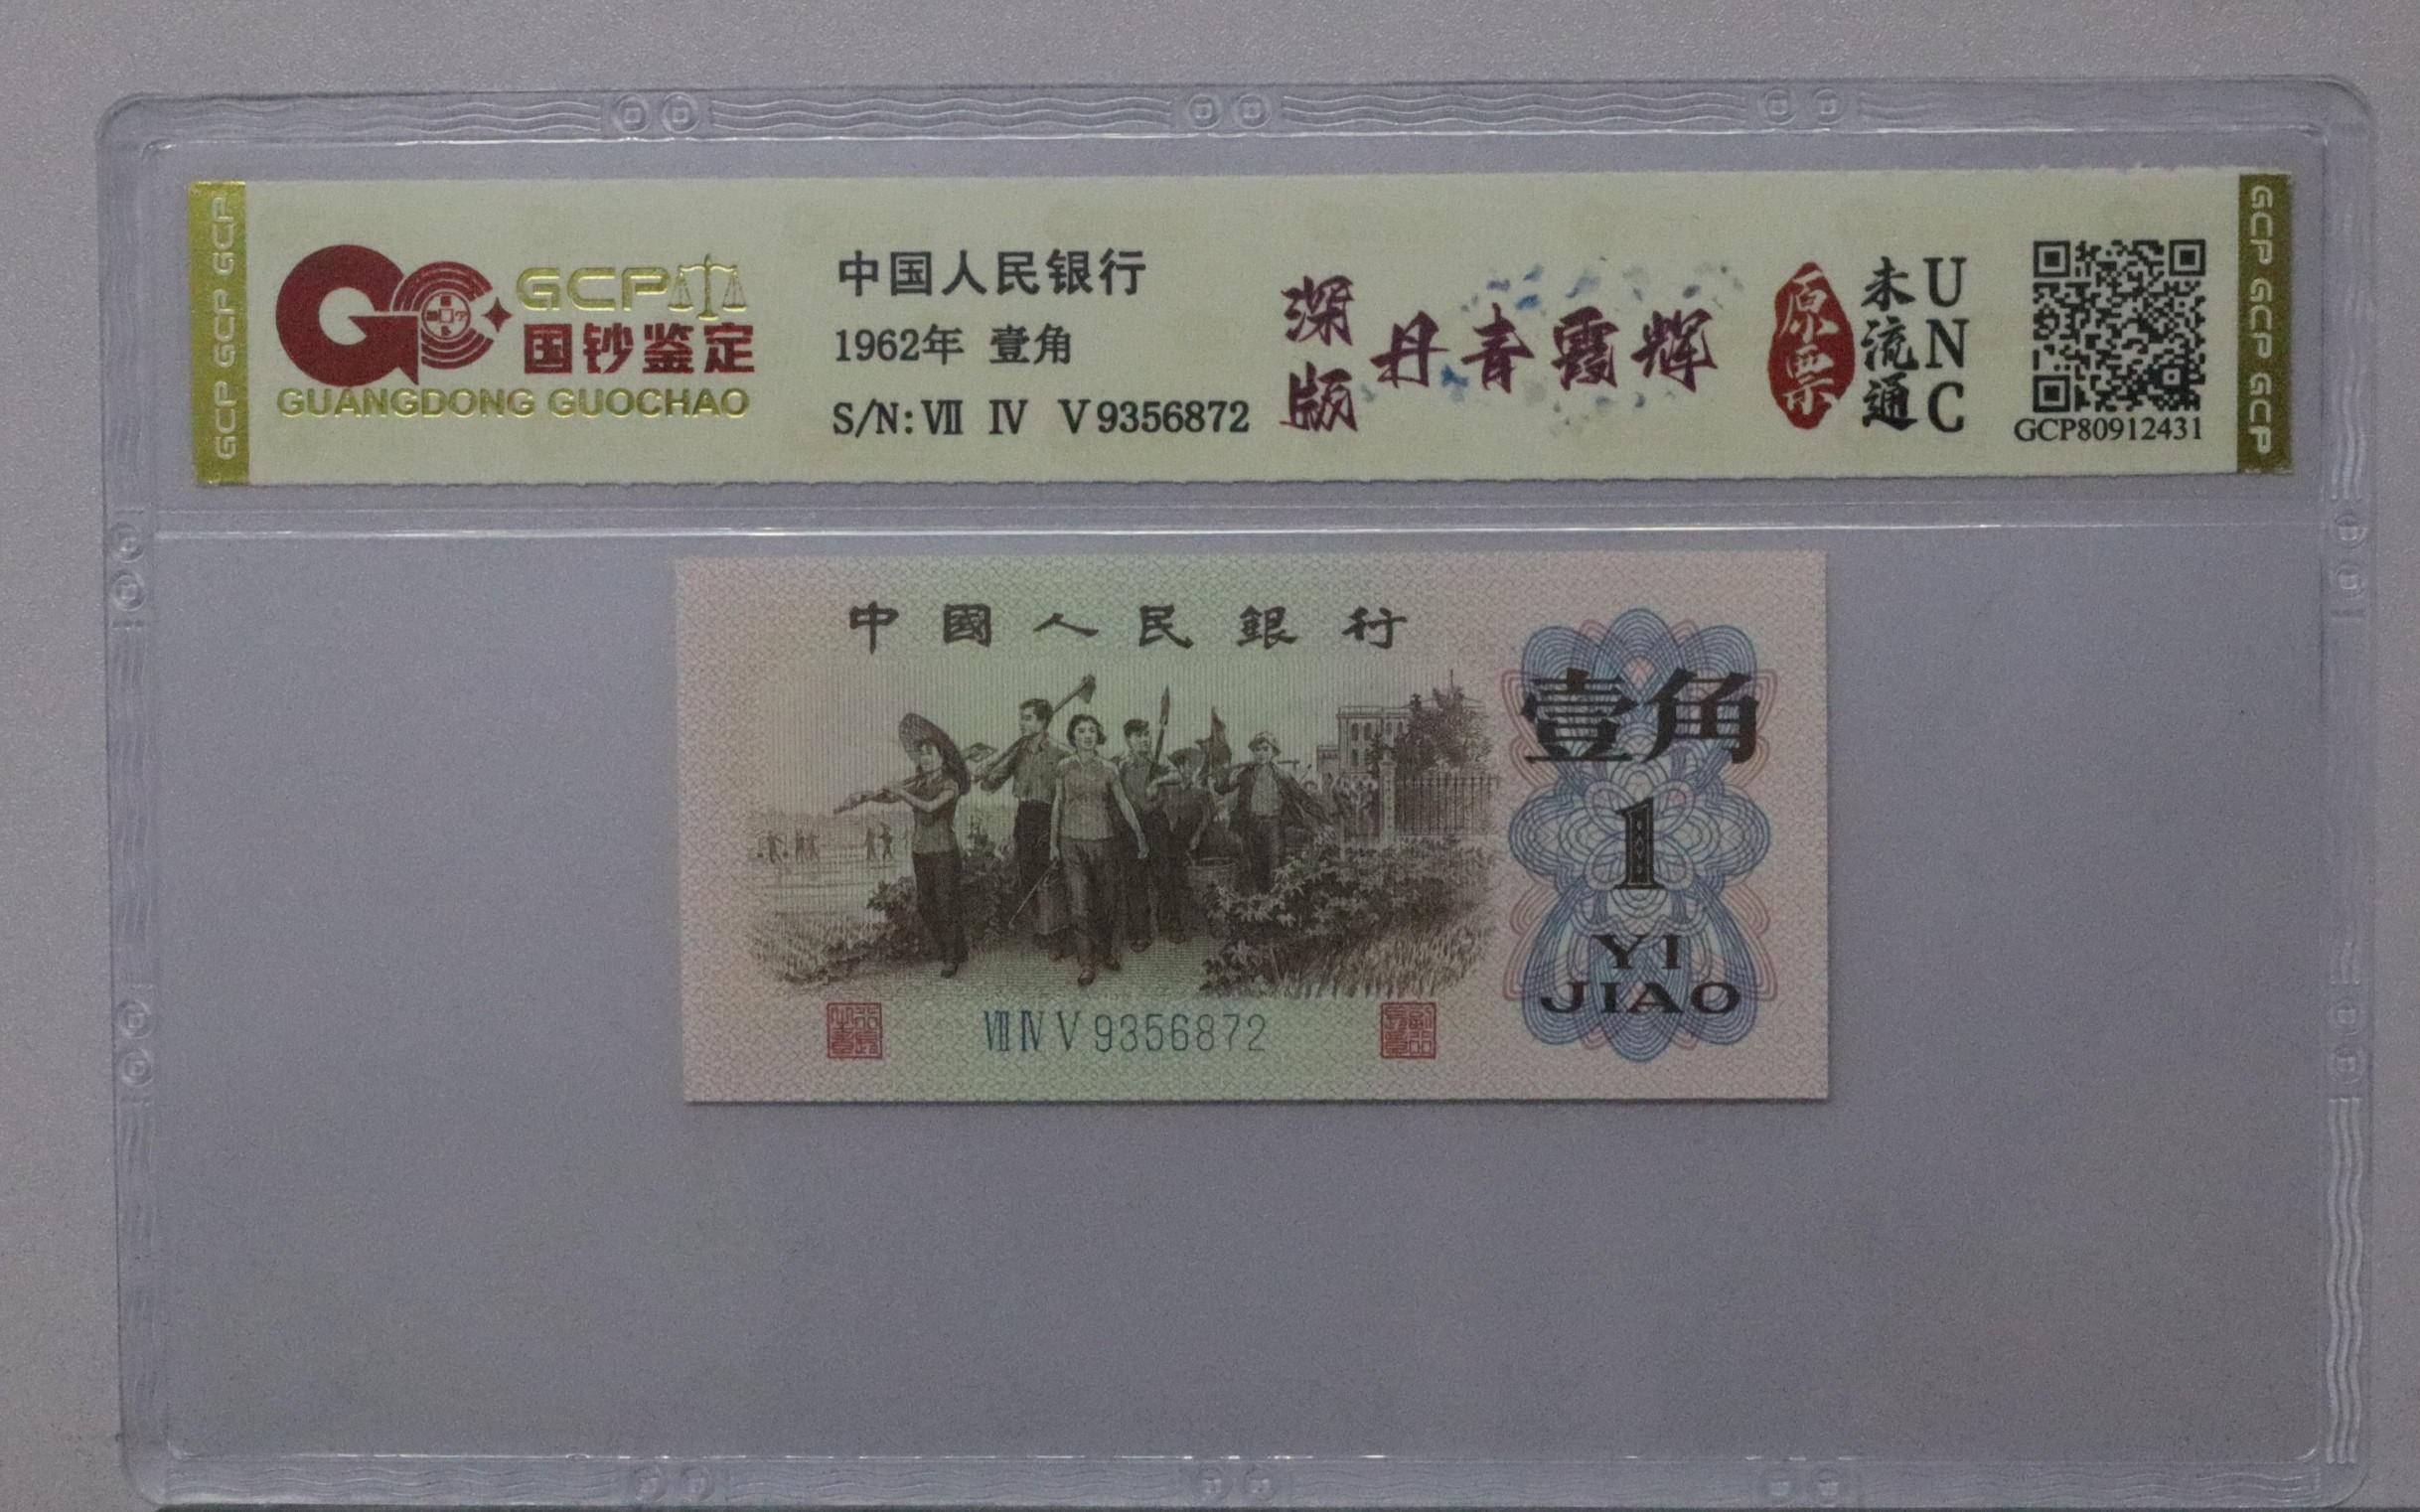 GCP GCP GCP
GCP
国钞鉴定
GUANGDONG GUOCHAO
中国人民银行
1962年 壹角
S/N: Ⅶ Ⅳ Ⅴ 9356872
深版
丹青霞辉
原票
未流通
UNC
GCP80912431
GCP GCP GCP
中國人民銀行
壹角
1
YI
JIAO
Ⅶ Ⅳ Ⅴ 9356872